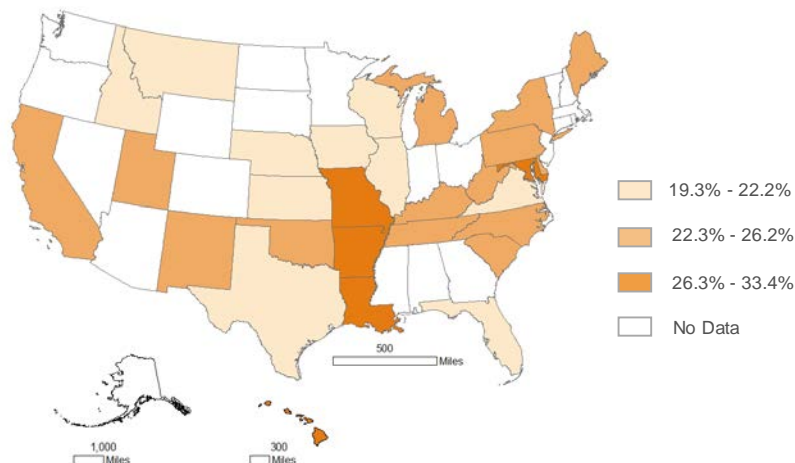 19.3% - 22.2%
22.3% - 26.2%
26.3% - 33.4%
No Data
500
Miles
1,000
Miles
300
Miles